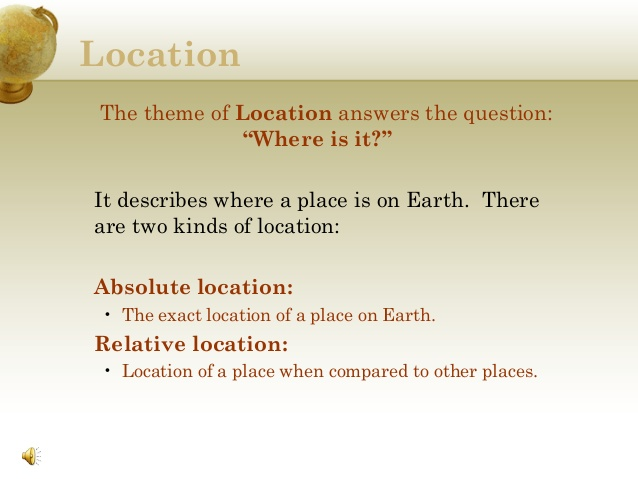 Location
The theme of Location answers the question:
“Where is it?”
It describes where a place is on Earth.  There
are two kinds of location:
Absolute location:
• The exact location of a place on Earth.
Relative location:
• Location of a place when compared to other places.